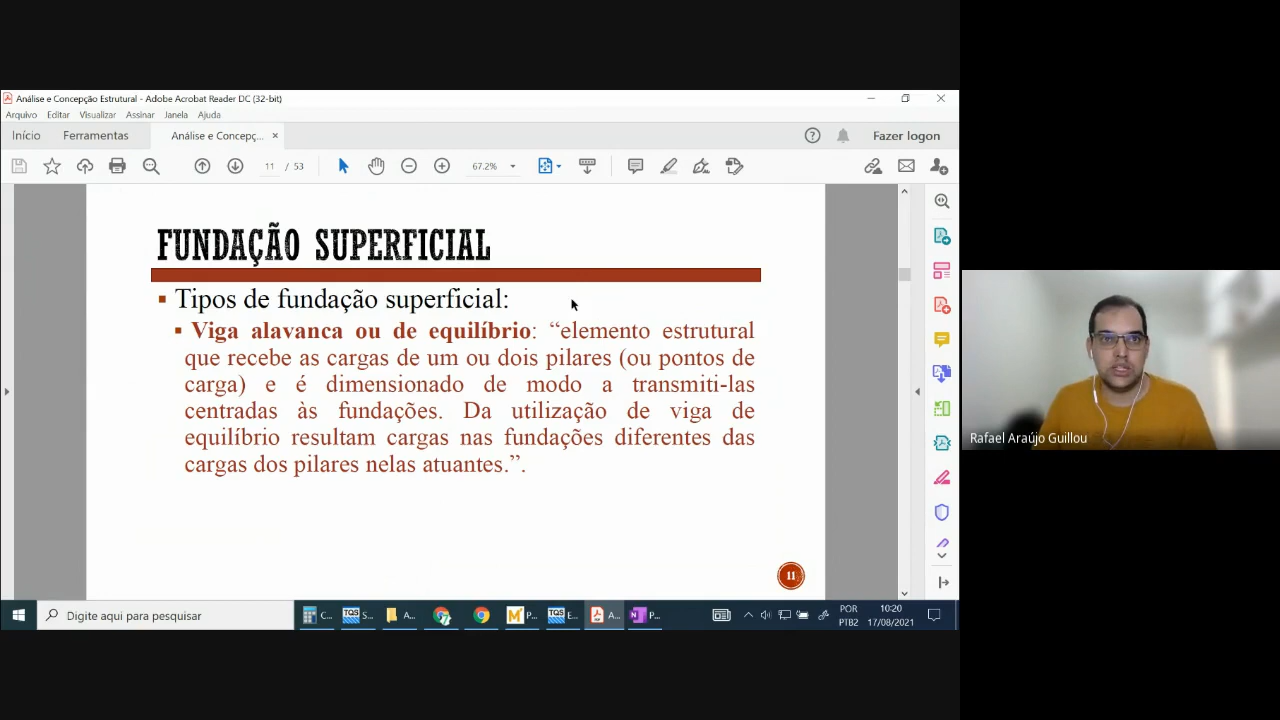 Análise e Concepção Estrutural - Adobe Acrobat Reader DC (32-bit)
Arquivo Editar Visualizar Assinar Janela Ajuda
Início Ferramentas Análise e Concepç... × Fazer logon
11 / 53 67.2%
FUNDAÇÃO SUPERFICIAL
▪ Tipos de fundação superficial:
▪ Viga alavanca ou de equilíbrio: “elemento estrutural
que recebe as cargas de um ou dois pilares (ou pontos de
carga) e é dimensionado de modo a transmiti-las
centradas às fundações. Da utilização de viga de
equilíbrio resultam cargas nas fundações diferentes das
cargas dos pilares nelas atuantes.”.
11
Rafael Araújo Guillou
Digite aqui para pesquisar
C... TQS S... A... P... TQS E... A... P...
POR 10:20
PTB2 17/08/2021